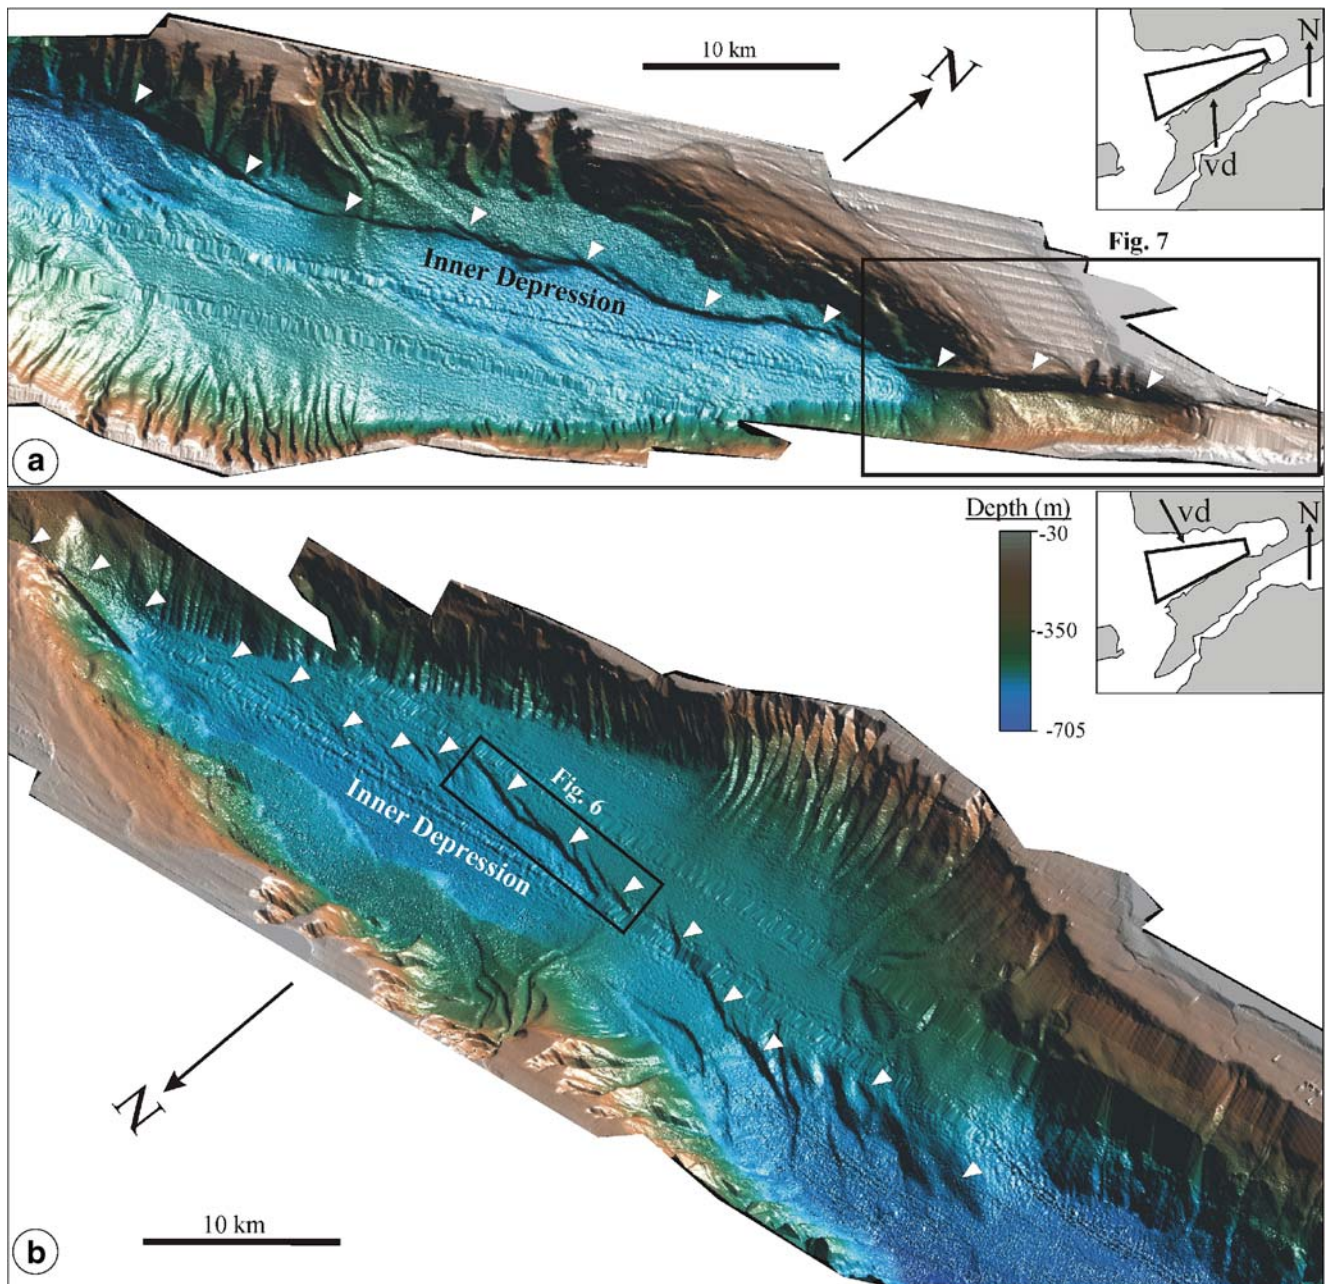 10 km
N
N
vd
Fig. 7
Inner Depression
a
Depth (m)
-30
-350
-705
vd
N
Fig. 6
Inner Depression
N
10 km
b